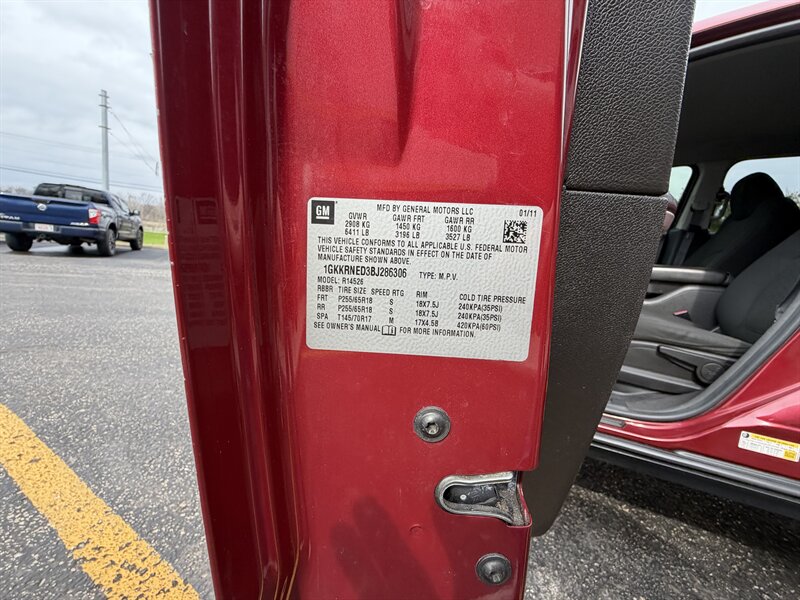 MFD BY GENERAL MOTORS LLC
GM GVWR GAWR FRT GAWR RR 01/11
2908 KG 1450 KG 1600 KG
6411 LB 3196 LB 3527 LB
THIS VEHICLE CONFORMS TO ALL APPLICABLE U.S. FEDERAL MOTOR
VEHICLE SAFETY STANDARDS IN EFFECT ON THE DATE OF
MANUFACTURE SHOWN ABOVE.
1GKKRNED3BJ286306 TYPE: M.P.V.
MODEL: R14526
RBBR TIRE SIZE SPEED RTG RIM COLD TIRE PRESSURE
FRT P255/65R18 S 18X7.5J 240KPA(35PSI)
RR P255/65R18 S 18X7.5J 240KPA(35PSI)
SPA T145/70R17 M 17X4.5B 420KPA(60PSI)
SEE OWNER'S MANUAL FOR MORE INFORMATION.